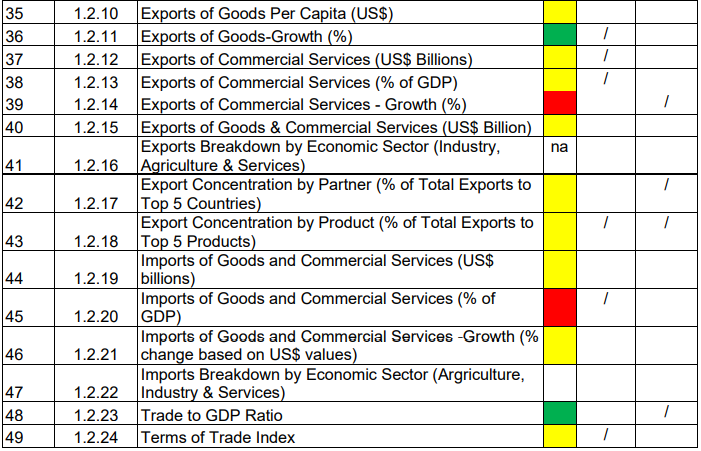 35 1.2.10 Exports of Goods Per Capita (US$)
36 1.2.11 Exports of Goods-Growth (%) /
37 1.2.12 Exports of Commercial Services (US$ Billions) /
38 1.2.13 Exports of Commercial Services (% of GDP) /
39 1.2.14 Exports of Commercial Services - Growth (%) /
40 1.2.15 Exports of Goods & Commercial Services (US$ Billion)
Exports Breakdown by Economic Sector (Industry, na
41 1.2.16 Agriculture & Services)
Export Concentration by Partner (% of Total Exports to /
42 1.2.17 Top 5 Countries)
Export Concentration by Product (% of Total Exports to / /
43 1.2.18 Top 5 Products)
Imports of Goods and Commercial Services (US$
44 1.2.19 billions)
Imports of Goods and Commercial Services (% of /
45 1.2.20 GDP)
Imports of Goods and Commercial Services -Growth (%
46 1.2.21 change based on US$ values)
Imports Breakdown by Economic Sector (Argriculture,
47 1.2.22 Industry & Services)
48 1.2.23 Trade to GDP Ratio /
49 1.2.24 Terms of Trade Index /